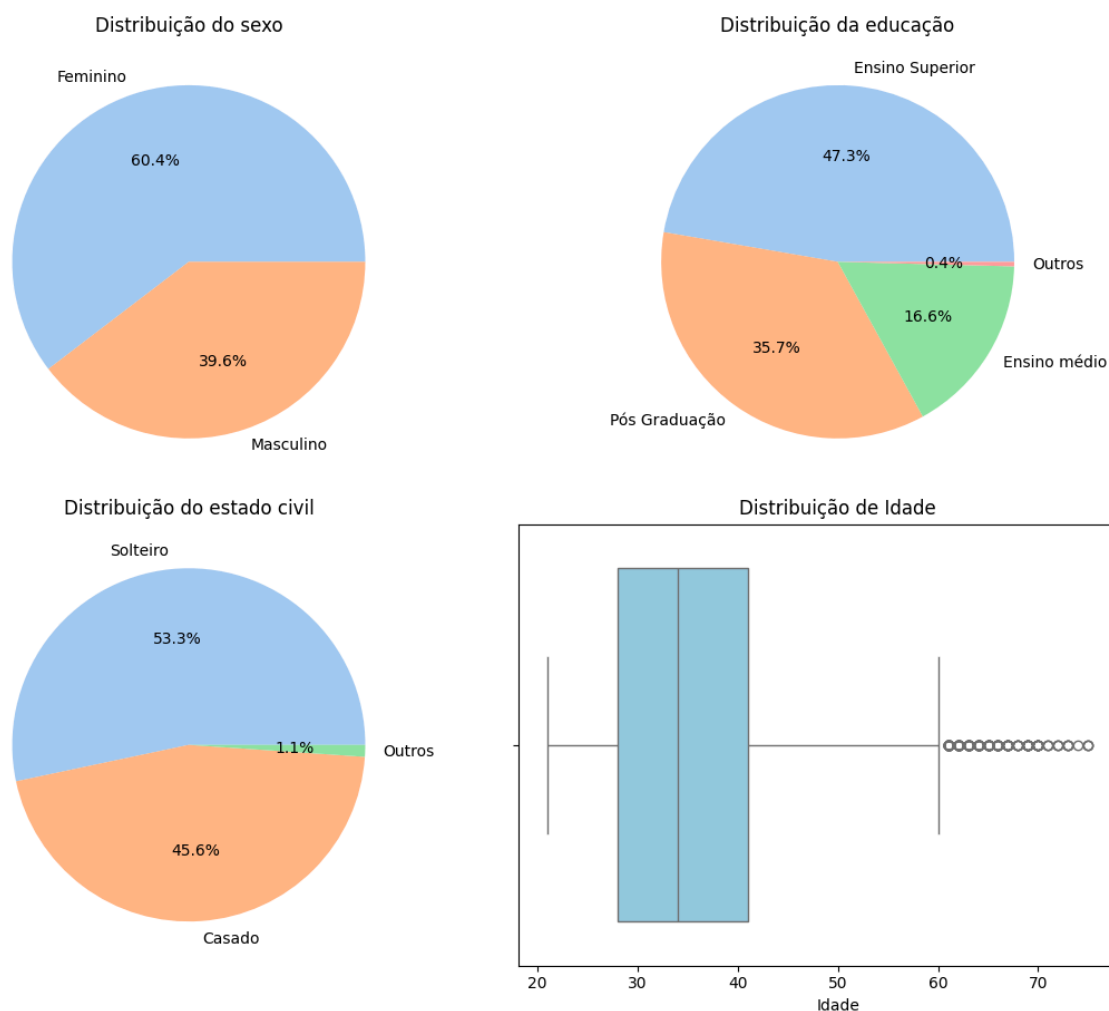 Distribuição do sexo
Feminino
60.4%
39.6%
Masculino
Distribuição da educação
Ensino Superior
47.3%
0.4%
Outros
16.6%
Ensino médio
35.7%
Pós Graduação
Distribuição do estado civil
Solteiro
53.3%
1.1%
Outros
45.6%
Casado
Distribuição de Idade
20 30 40 50 60 70
Idade